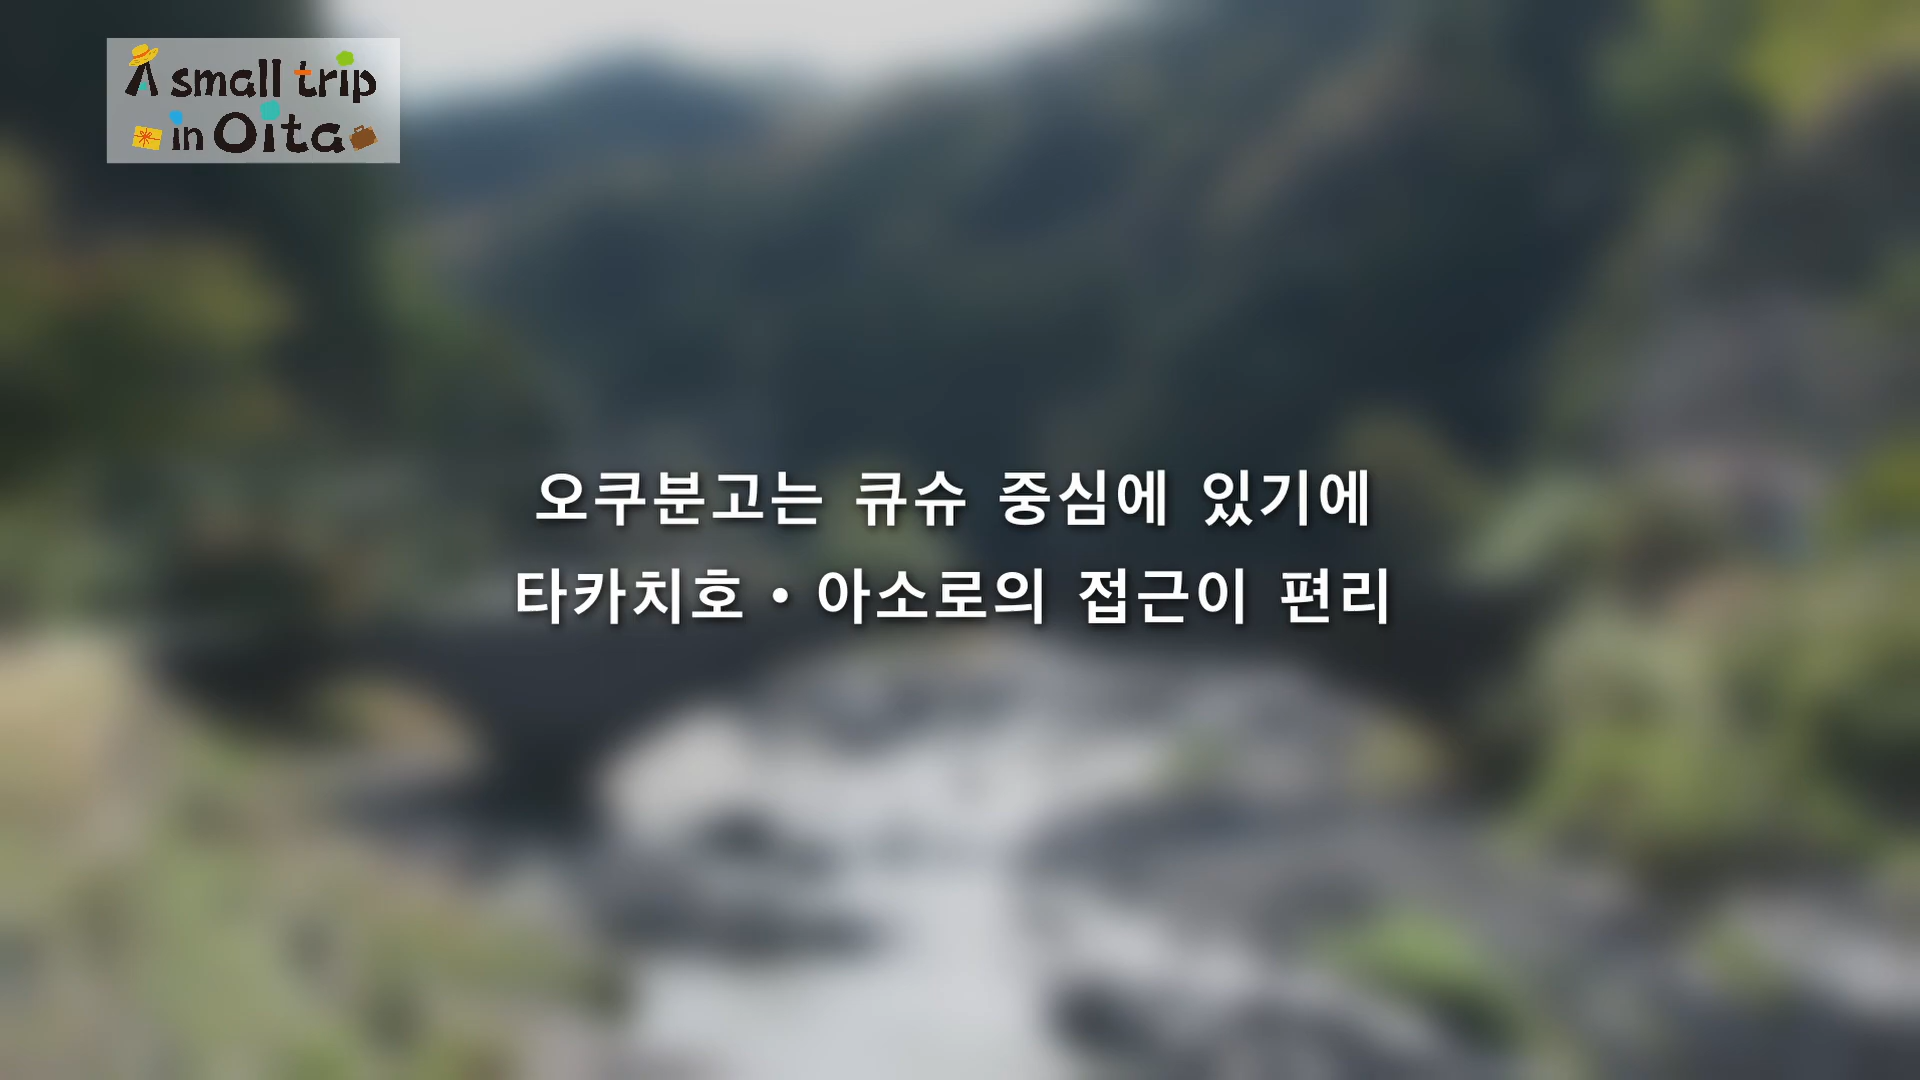 A small trip
in Oita
오쿠분고는 큐슈 중심에 있기에
타카치호・아소로의 접근이 편리